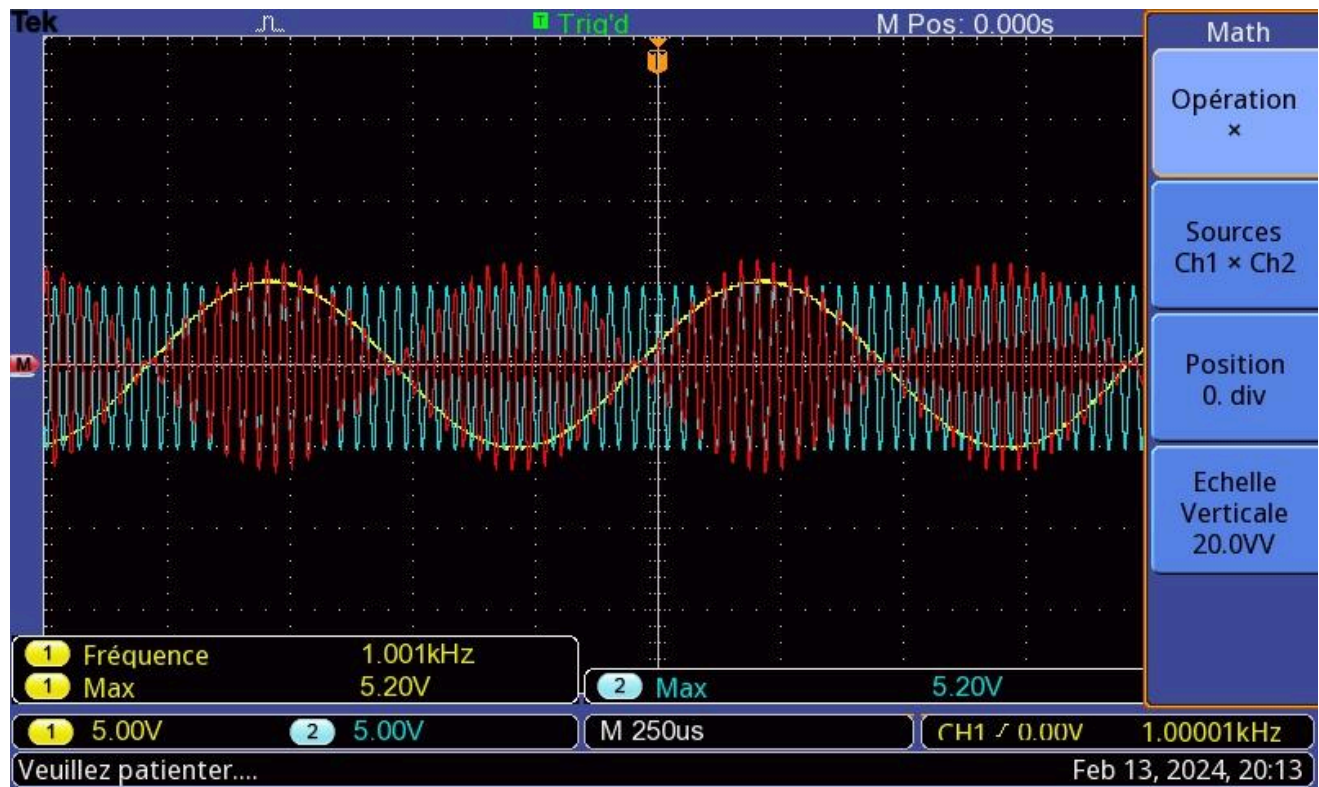 Tek T Trig'd M Pos: 0.000s
Math
Opération
×
Sources
Ch1 × Ch2
Position
0. div
Echelle
Verticale
20.0VV
T
M
1 Fréquence 1.001kHz
1 Max 5.20V 2 Max 5.20V
1 5.00V 2 5.00V M 250us CH1 / 0.00V 1.00001kHz
Veuillez patienter.... Feb 13, 2024, 20:13